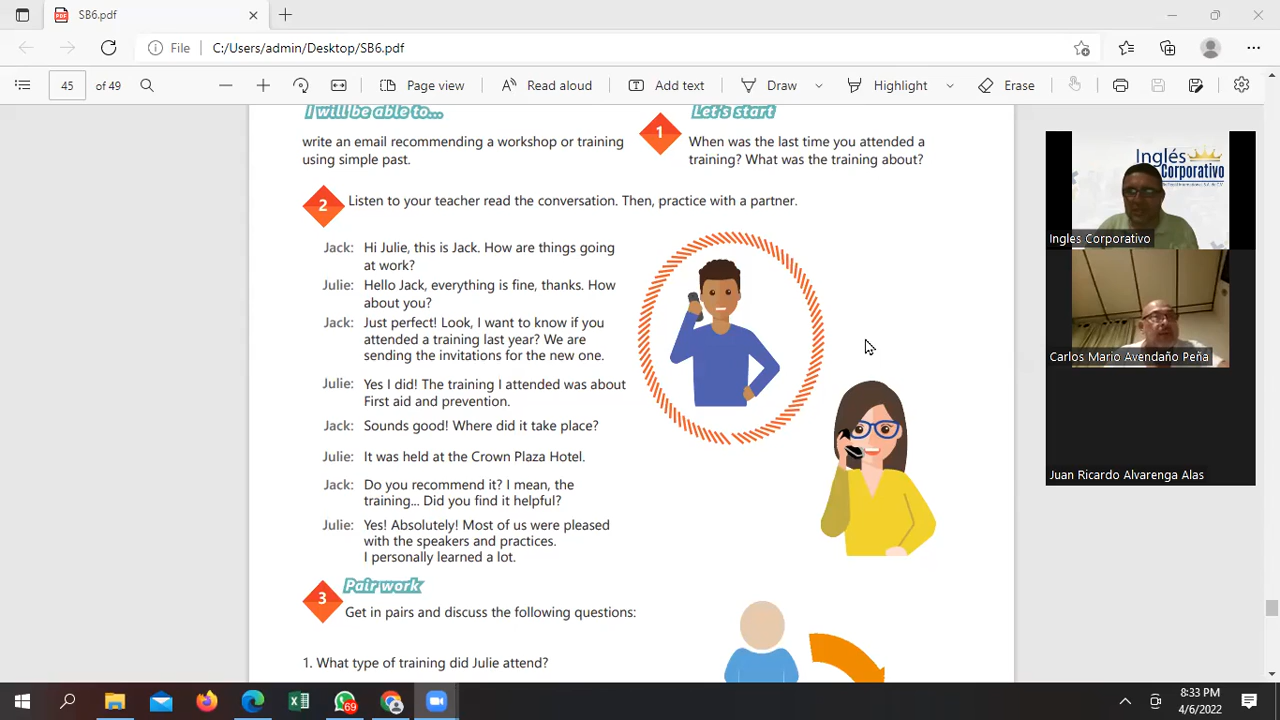 SB6.pdf
File
C:/Users/admin/Desktop/SB6.pdf
45
of 49
Page view
Read aloud
Add text
Draw
Highlight
Erase
I will be able to...
write an email recommending a workshop or training
using simple past.
Let's start
1
When was the last time you attended a
training? What was the training about?
2
Listen to your teacher read the conversation. Then, practice with a partner.
Jack: Hi Julie, this is Jack. How are things going
at work?
Julie: Hello Jack, everything is fine, thanks. How
about you?
Jack: Just perfect! Look, I want to know if you
attended a training last year? We are
sending the invitations for the new one.
Julie: Yes I did! The training I attended was about
First aid and prevention.
Jack: Sounds good! Where did it take place?
Julie: It was held at the Crown Plaza Hotel.
Jack: Do you recommend it? I mean, the
training... Did you find it helpful?
Julie: Yes! Absolutely! Most of us were pleased
with the speakers and practices.
I personally learned a lot.
3
Pair work
Get in pairs and discuss the following questions:
1. What type of training did Julie attend?
Inglés
Corporativo
Ingles Corporativo
Carlos Mario Avendaño Peña
Juan Ricardo Alvarenga Alas
69
8:33 PM
4/6/2022